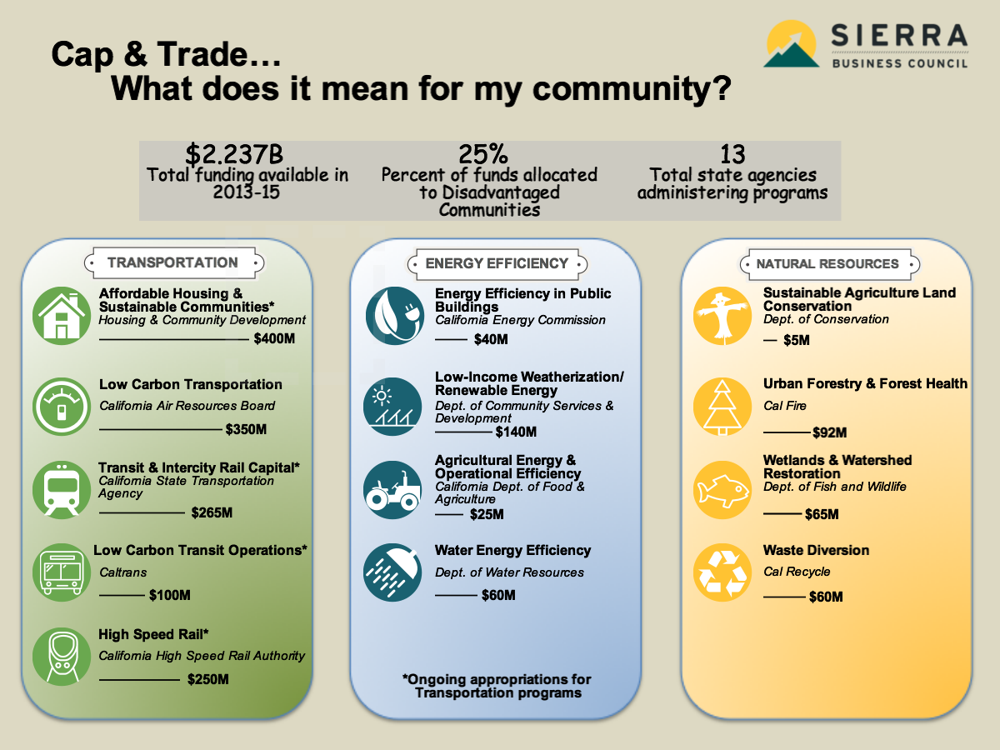 Cap & Trade…
What does it mean for my community?
SIERRA
BUSINESS COUNCIL
$2.237B
Total funding available in
2013-15
25%
Percent of funds allocated
to Disadvantaged
Communities
13
Total state agencies
administering programs
TRANSPORTATION
Affordable Housing &
Sustainable Communities*
Housing & Community Development
$400M
Low Carbon Transportation
California Air Resources Board
$350M
Transit & Intercity Rail Capital*
California State Transportation
Agency
$265M
Low Carbon Transit Operations*
Caltrans
$100M
High Speed Rail*
California High Speed Rail Authority
$250M
ENERGY EFFICIENCY
Energy Efficiency in Public
Buildings
California Energy Commission
$40M
Low-Income Weatherization/
Renewable Energy
Dept. of Community Services &
Development
$140M
Agricultural Energy &
Operational Efficiency
California Dept. of Food &
Agriculture
$25M
Water Energy Efficiency
Dept. of Water Resources
$60M
*Ongoing appropriations for
Transportation programs
NATURAL RESOURCES
Sustainable Agriculture Land
Conservation
Dept. of Conservation
$5M
Urban Forestry & Forest Health
Cal Fire
$92M
Wetlands & Watershed
Restoration
Dept. of Fish and Wildlife
$65M
Waste Diversion
Cal Recycle
$60M